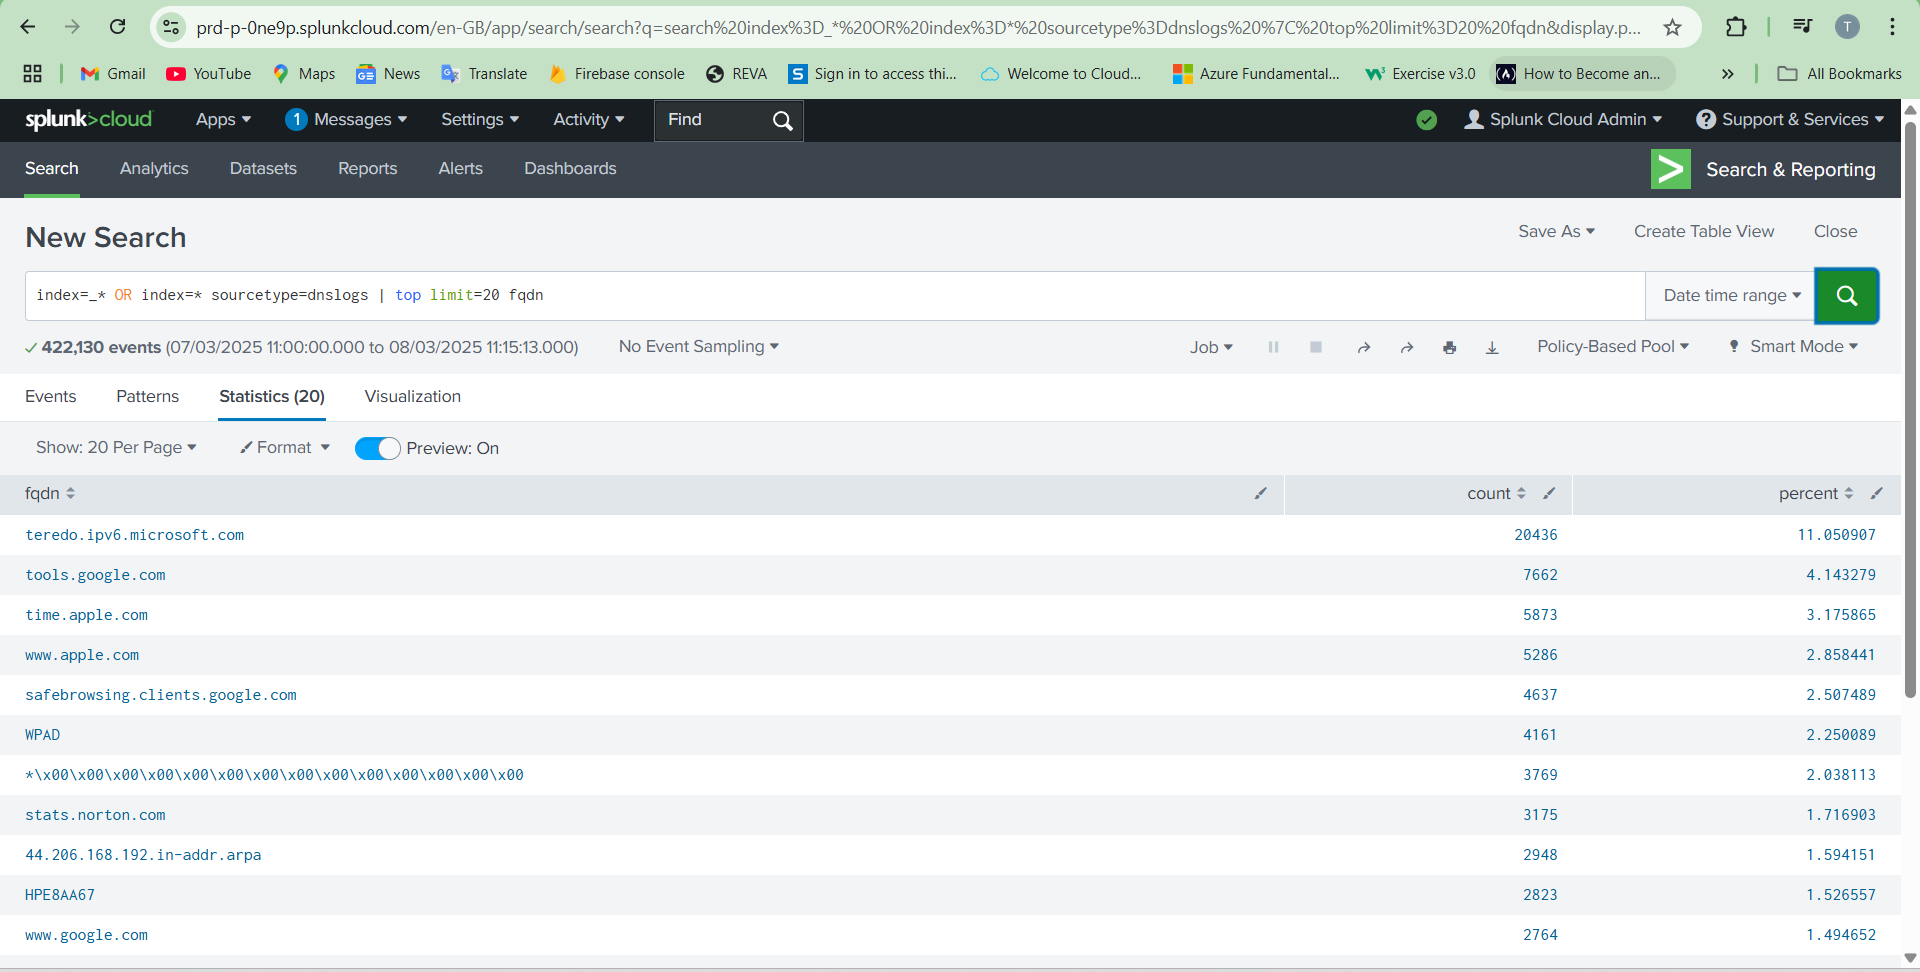 prd-p-0ne9p.splunkcloud.com/en-GB/app/search/search?q=search%20index%3D_*%20OR%20index%3D*%20sourcetype%3Ddnslogs%20%7C%20top%20limit%3D20%20fqdn&display.p...
T
Gmail YouTube Maps News Translate Firebase console REVA Sign in to access thi... Welcome to Cloud... Azure Fundamental... Exercise v3.0 How to Become an... » All Bookmarks
splunk>cloud Apps 1 Messages Settings Activity Find Splunk Cloud Admin Support & Services
Search Analytics Datasets Reports Alerts Dashboards Search & Reporting
New Search Save As Create Table View Close
index=_* OR index=* sourcetype=dnslogs | top limit=20 fqdn Date time range
422,130 events (07/03/2025 11:00:00.000 to 08/03/2025 11:15:13.000) No Event Sampling Job Policy-Based Pool Smart Mode
Events Patterns Statistics (20) Visualization
Show: 20 Per Page Format Preview: On
fqdn count percent
teredo.ipv6.microsoft.com 20436 11.050907
tools.google.com 7662 4.143279
time.apple.com 5873 3.175865
www.apple.com 5286 2.858441
safebrowsing.clients.google.com 4637 2.507489
WPAD 4161 2.250089
*\x00\x00\x00\x00\x00\x00\x00\x00\x00\x00\x00\x00\x00\x00 3769 2.038113
stats.norton.com 3175 1.716903
44.206.168.192.in-addr.arpa 2948 1.594151
HPE8AA67 2823 1.526557
www.google.com 2764 1.494652